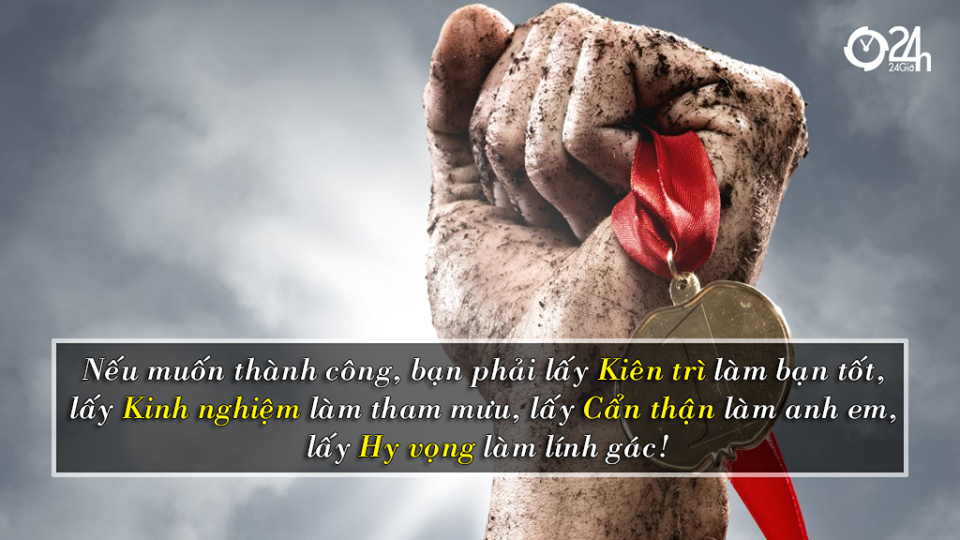 24h
24Giờ
Nếu muốn thành công, bạn phải lấy Kiên trì làm bạn tốt,
lấy Kinh nghiệm làm tham mưu, lấy Cẩn thận làm anh em,
lấy Hy vọng làm lính gác!